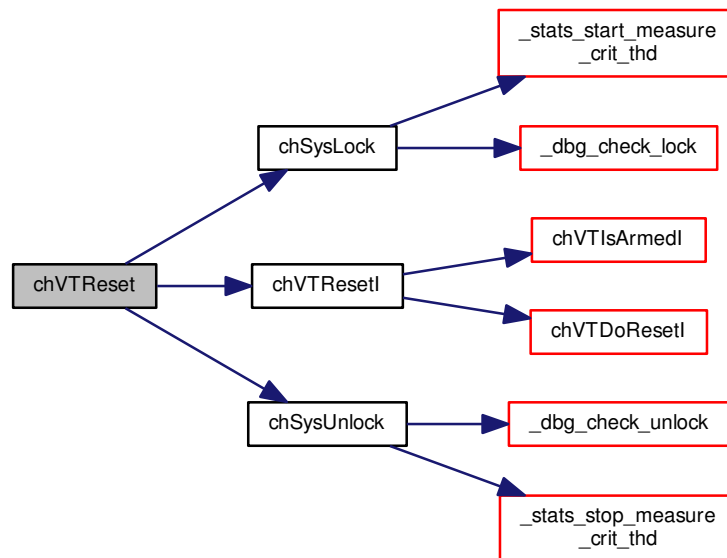 _stats_start_measure
_crit_thd
chSysLock
_dbg_check_lock
chVTIsArmedI
chVTReset
chVTResetI
chVTDoResetI
chSysUnlock
_dbg_check_unlock
_stats_stop_measure
_crit_thd